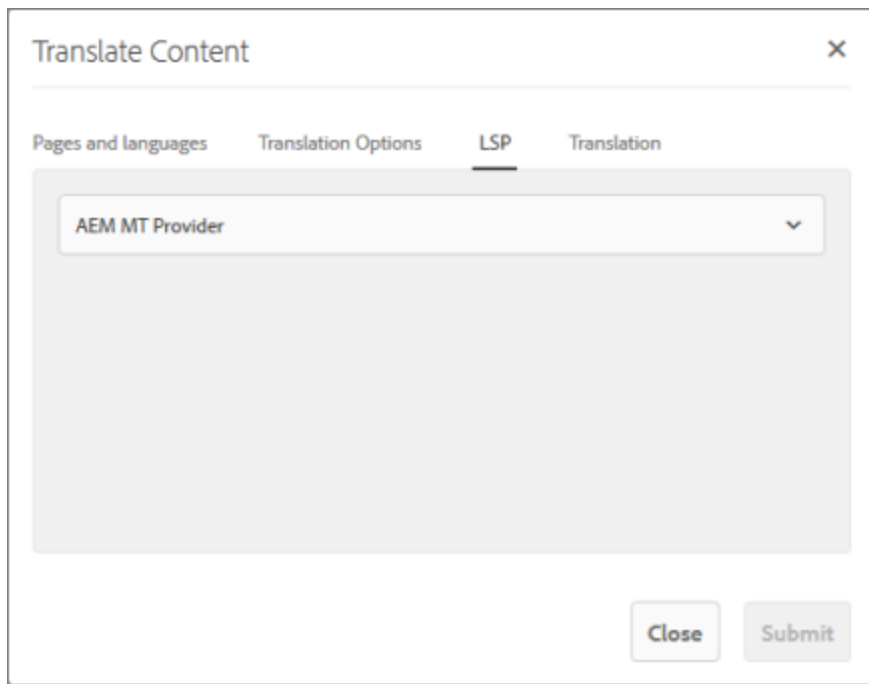 Translate Content
Pages and languages Translation Options LSP Translation
AEM MT Provider
Close Submit